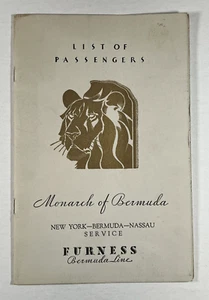 LIST OF
PASSENGERS
Monarch of Bermuda
NEW YORK—BERMUDA—NASSAU
SERVICE
FURNESS
Bermuda Line